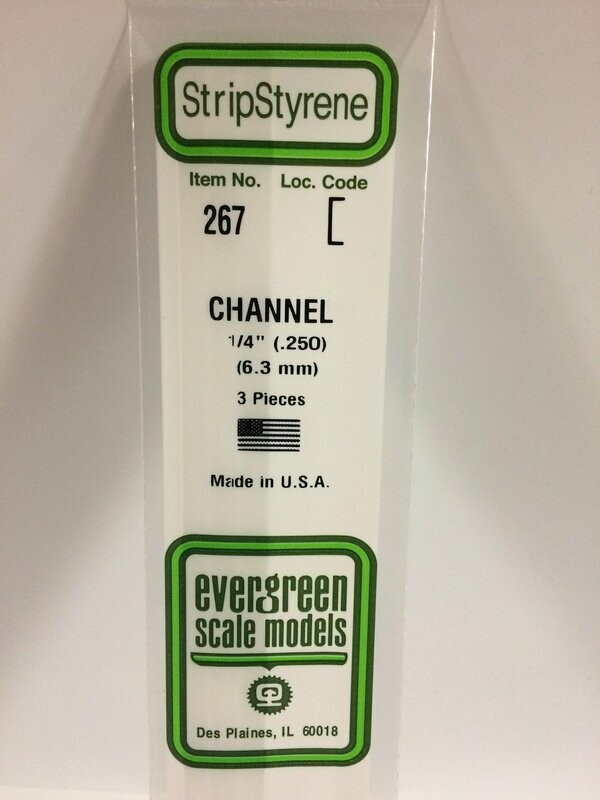 StripStyrene
Item No. Loc. Code
267 [
CHANNEL
1/4" (.250)
(6.3 mm)
3 Pieces
Made in U.S.A.
evergreen
scale models
Des Plaines, IL 60018